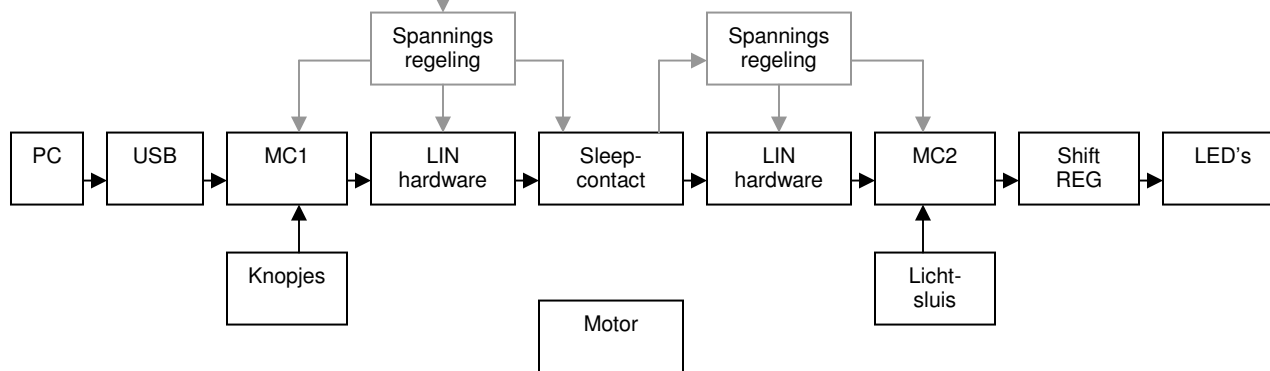 Spannings
regeling
Spannings
regeling
PC
USB
MC1
LIN
hardware
Sleep-
contact
LIN
hardware
MC2
Shift
REG
LED's
Knopjes
Licht-
sluis
Motor